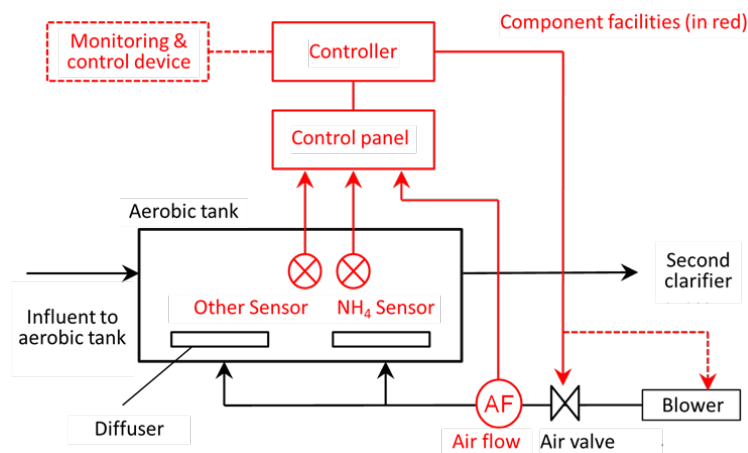 Component facilities (in red)
Monitoring &
control device
Controller
Control panel
Aerobic tank
Second
clarifier
Influent to
aerobic tank
Other Sensor
NH₄ Sensor
AF
Blower
Diffuser
Air flow
Air valve